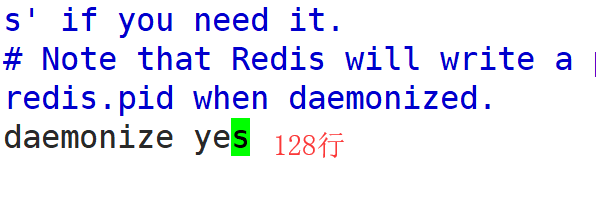 s' if you need it.
# Note that Redis will write a
redis.pid when daemonized.
daemonize yes 128行